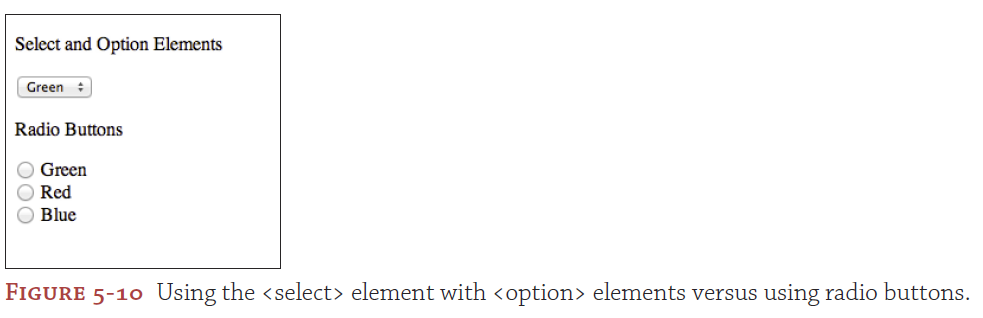 Select and Option Elements
Green
Radio Buttons
Green
Red
Blue
FIGURE 5-10 Using the <select> element with <option> elements versus using radio buttons.